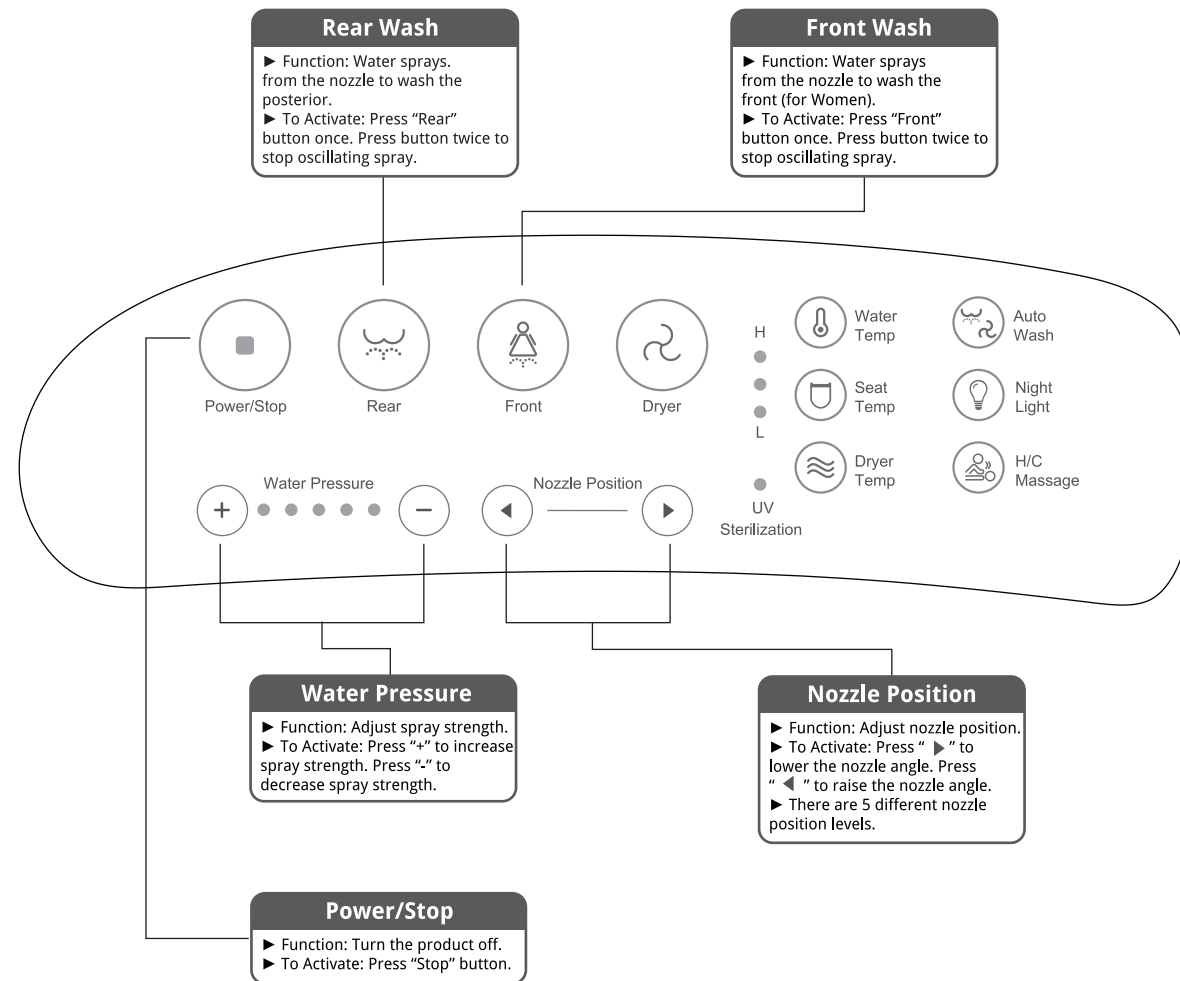 Rear Wash
► Function: Water sprays.
from the nozzle to wash the
posterior.
► To Activate: Press “Rear”
button once. Press button twice to
stop oscillating spray.
Front Wash
► Function: Water sprays
from the nozzle to wash the
front (for Women).
► To Activate: Press “Front”
button once. Press button twice to
stop oscillating spray.
Power/Stop
Rear
Front
Dryer
H
L
UV
Sterilization
Water
Temp
Auto
Wash
Seat
Temp
Night
Light
Dryer
Temp
H/C
Massage
+
Water Pressure
−
◀
Nozzle Position
▶
Water Pressure
► Function: Adjust spray strength.
► To Activate: Press “+” to increase
spray strength. Press “-” to
decrease spray strength.
Nozzle Position
► Function: Adjust nozzle position.
► To Activate: Press “ ▶ ” to
lower the nozzle angle. Press
“ ◀ ” to raise the nozzle angle.
► There are 5 different nozzle
position levels.
Power/Stop
► Function: Turn the product off.
► To Activate: Press “Stop” button.